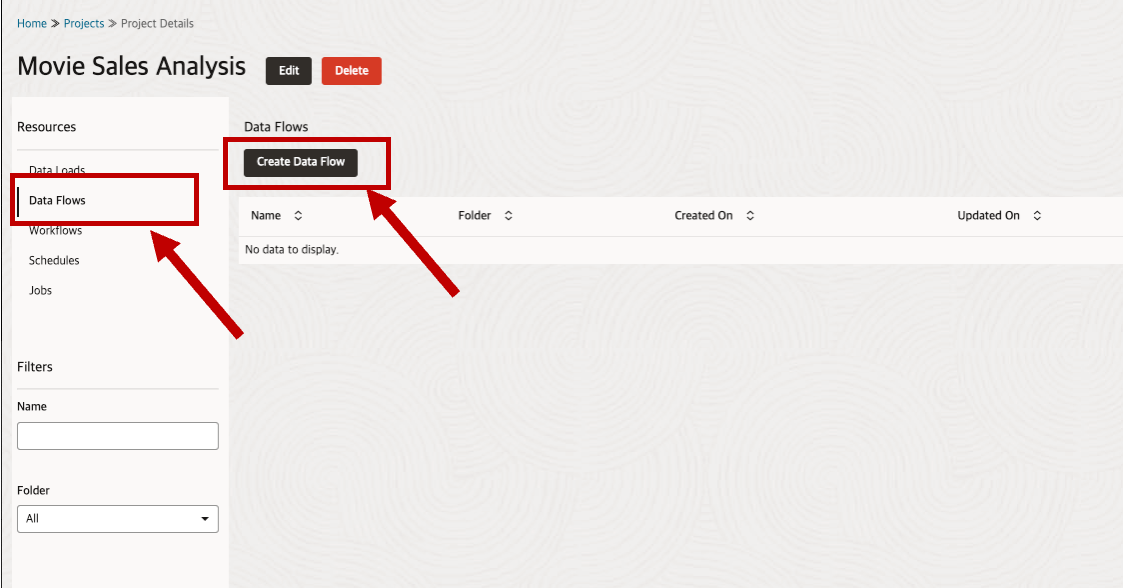 Home ≫ Projects ≫ Project Details
Movie Sales Analysis Edit Delete
Resources
Data Loads
Data Flows
Workflows
Schedules
Jobs
Filters
Name
Folder
All
Data Flows
Create Data Flow
Name Folder Created On Updated On
No data to display.